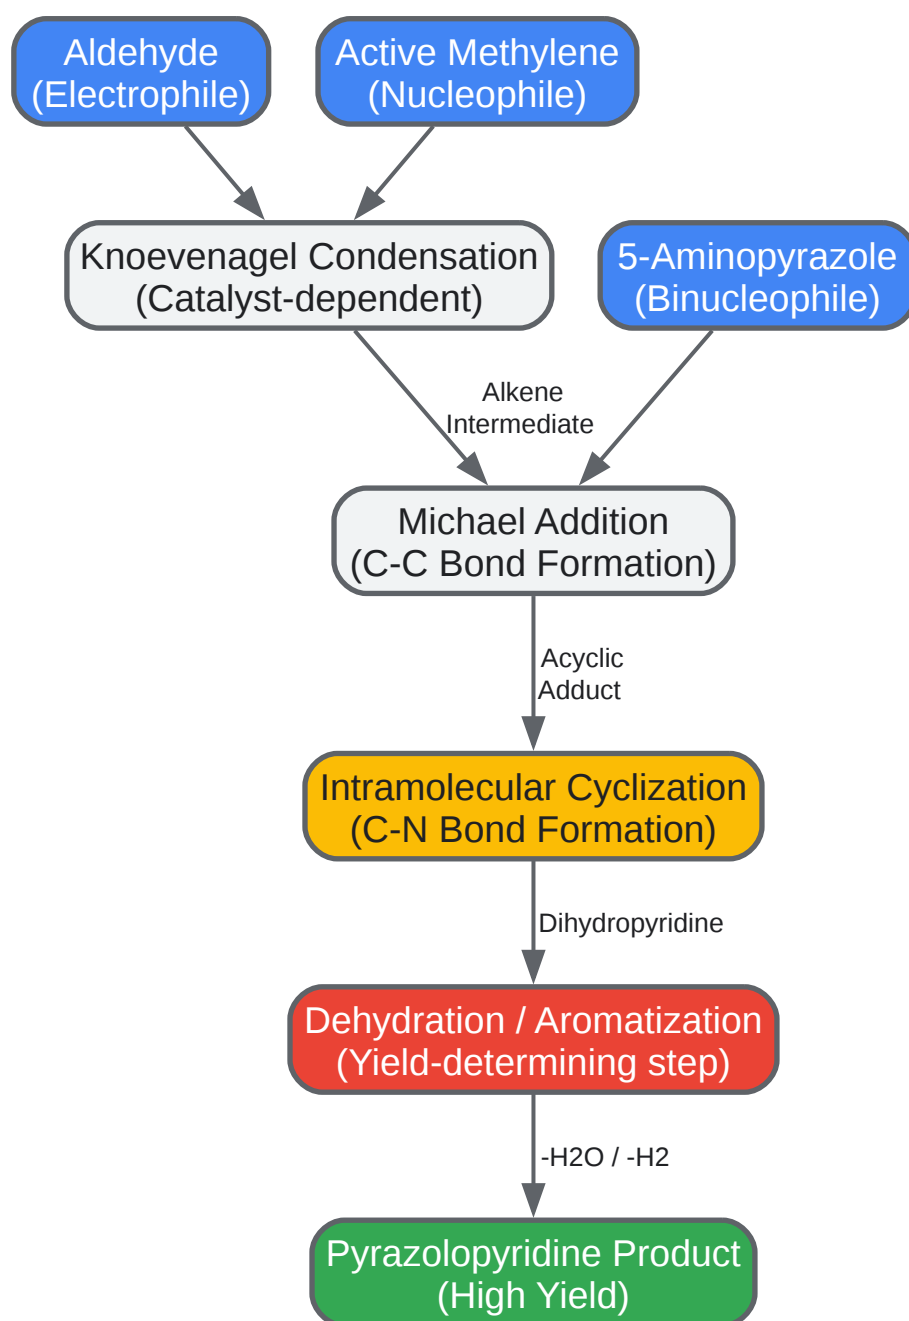 Aldehyde
(Electrophile)
Active Methylene
(Nucleophile)
Knoevenagel Condensation
(Catalyst-dependent)
5-Aminopyrazole
(Binucleophile)
Alkene
Intermediate
Michael Addition
(C-C Bond Formation)
Acyclic
Adduct
Intramolecular Cyclization
(C-N Bond Formation)
Dihydropyridine
Dehydration / Aromatization
(Yield-determining step)
-H2O / -H2
Pyrazolopyridine Product
(High Yield)